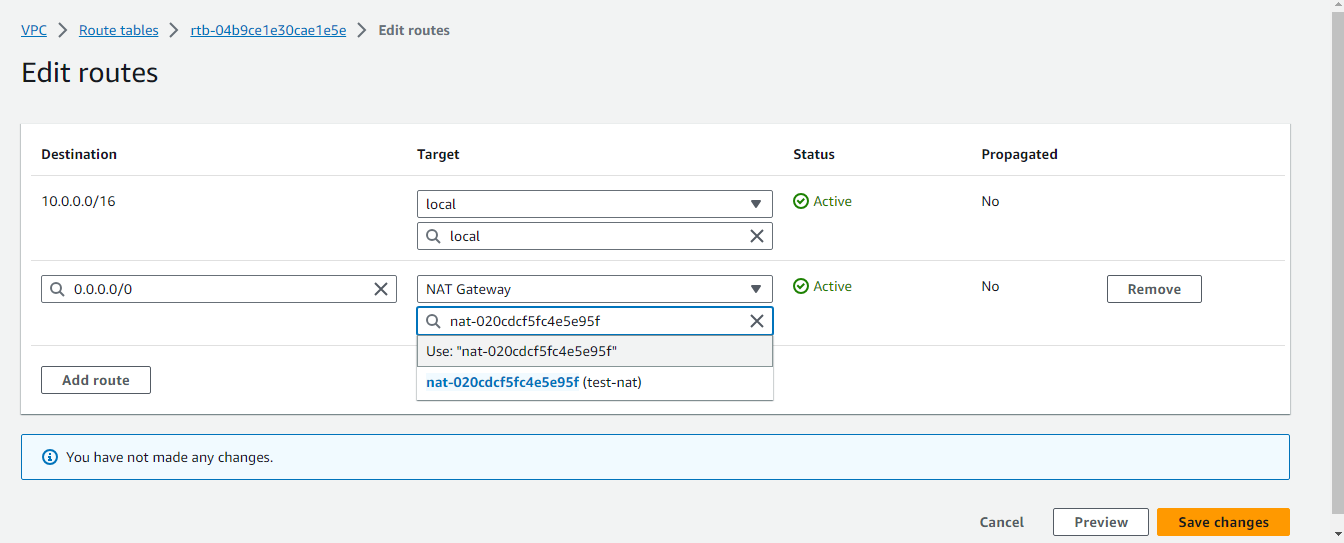 VPC Route tables rtb-04b9ce1e30cae1e5e Edit routes
Edit routes
Destination Target Status Propagated
10.0.0.0/16 local Active No
local
0.0.0.0/0 NAT Gateway Active No Remove
nat-020cdcf5fc4e5e95f
Use: "nat-020cdcf5fc4e5e95f"
nat-020cdcf5fc4e5e95f (test-nat)
Add route
You have not made any changes.
Cancel Preview Save changes